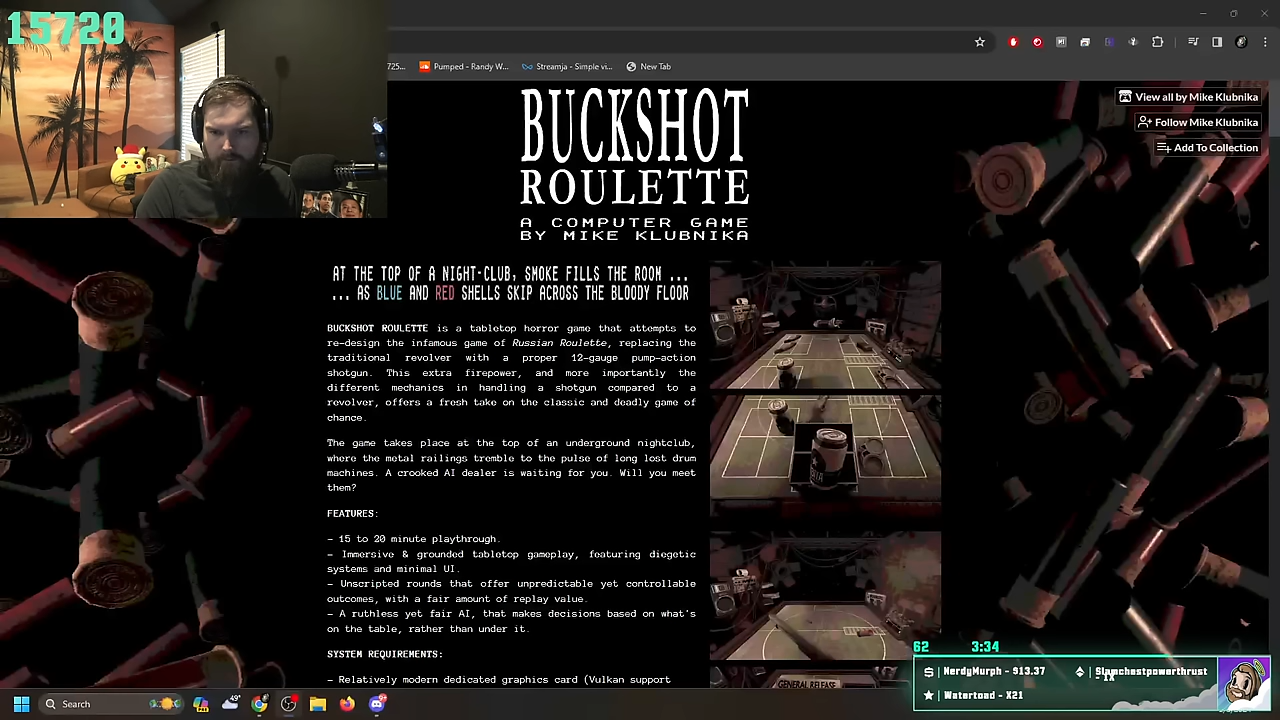 15720
725...
Pumped - Randy W...
Streamja - Simple vi...
New Tab
BUCKSHOT
ROULETTE
A COMPUTER GAME
BY MIKE KLUBNIKA
View all by Mike Klubnika
Follow Mike Klubnika
Add To Collection
AT THE TOP OF A NIGHT-CLUB, SMOKE FILLS THE ROOM ...
... AS BLUE AND RED SHELLS SKIP ACROSS THE BLOODY FLOOR
BUCKSHOT ROULETTE is a tabletop horror game that attempts to
re-design the infamous game of Russian Roulette, replacing the
traditional revolver with a proper 12-gauge pump-action
shotgun. This extra firepower, and more importantly the
different mechanics in handling a shotgun compared to a
revolver, offers a fresh take on the classic and deadly game of
chance.
The game takes place at the top of an underground nightclub,
where the metal railings tremble to the pulse of long lost drum
machines. A crooked AI dealer is waiting for you. Will you meet
them?
FEATURES:
- 15 to 20 minute playthrough.
- Immersive & grounded tabletop gameplay, featuring diegetic
systems and minimal UI.
- Unscripted rounds that offer unpredictable yet controllable
outcomes, with a fair amount of replay value.
- A ruthless yet fair AI, that makes decisions based on what's
on the table, rather than under it.
SYSTEM REQUIREMENTS:
- Relatively modern dedicated graphics card (Vulkan support
GENERAL RELEASE
62 3:34
NerdyMurph - 913.37
Slamchestpowerthrust
- 1X
Watertoad - X21
Search
49°